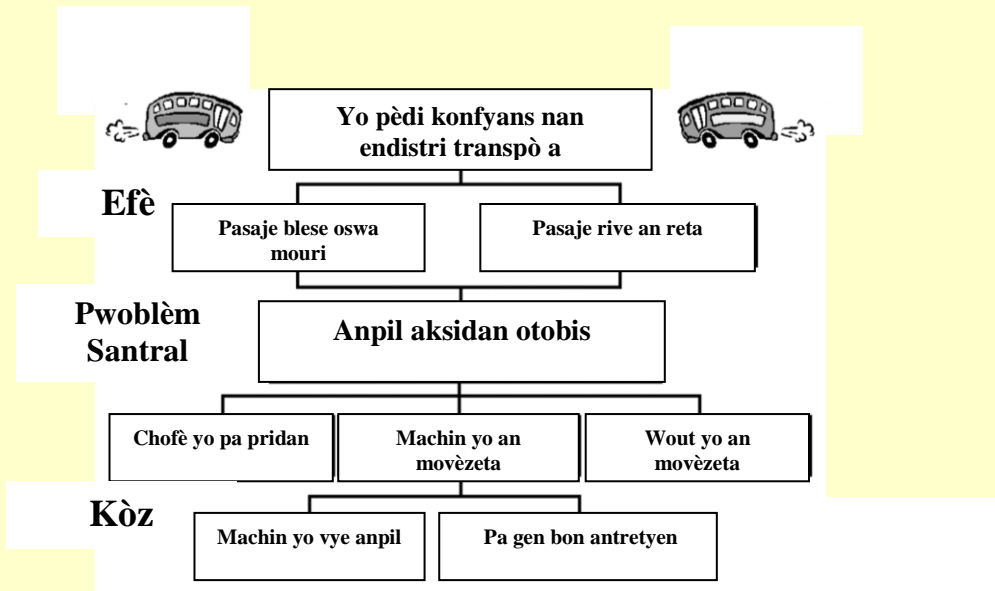 Yo pèdi konfyans nan
endistri transpò a
Efè
Pasaje blese oswa
mouri
Pasaje rive an reta
Pwoblèm
Santral
Anpil aksidan otobis
Chofè yo pa pridan
Machin yo an
movèzeta
Wout yo an
movèzeta
Kòz
Machin yo vye anpil
Pa gen bon antretyen